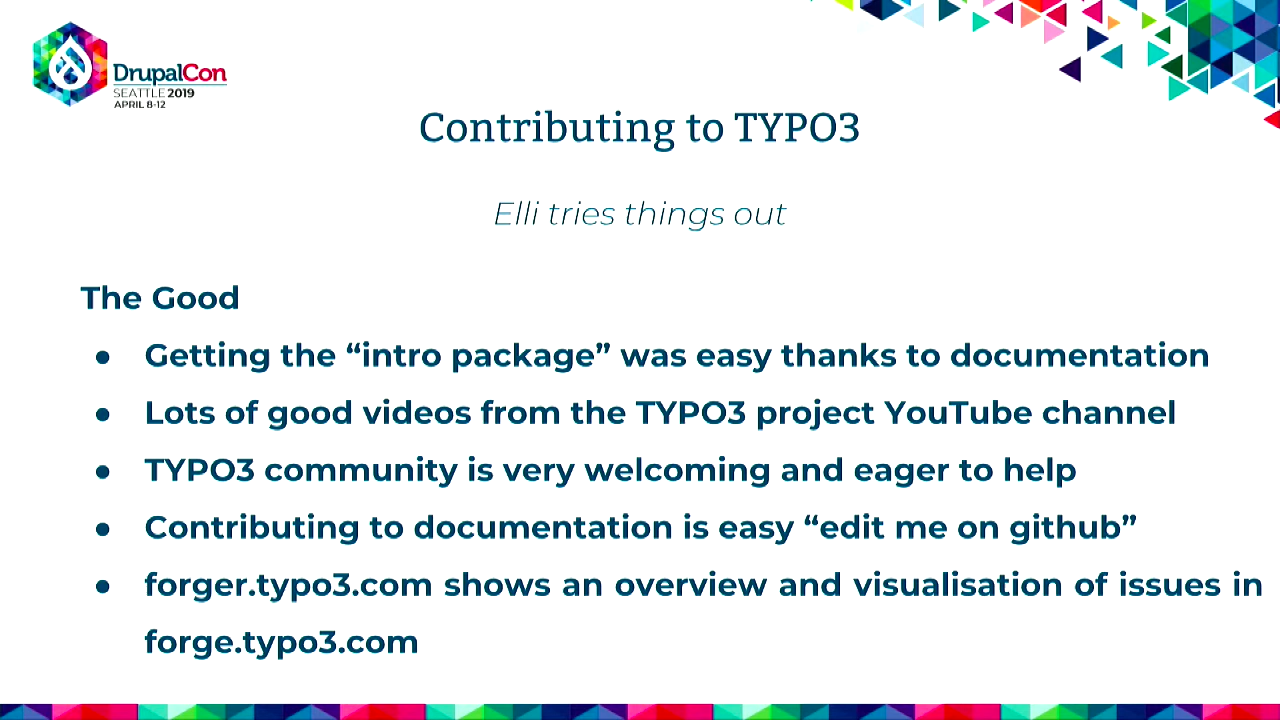 DrupalCon
SEATTLE 2019
APRIL 8-12
Contributing to TYPO3
Elli tries things out
The Good
● Getting the “intro package” was easy thanks to documentation
● Lots of good videos from the TYPO3 project YouTube channel
● TYPO3 community is very welcoming and eager to help
● Contributing to documentation is easy “edit me on github”
● forger.typo3.com shows an overview and visualisation of issues in
forge.typo3.com